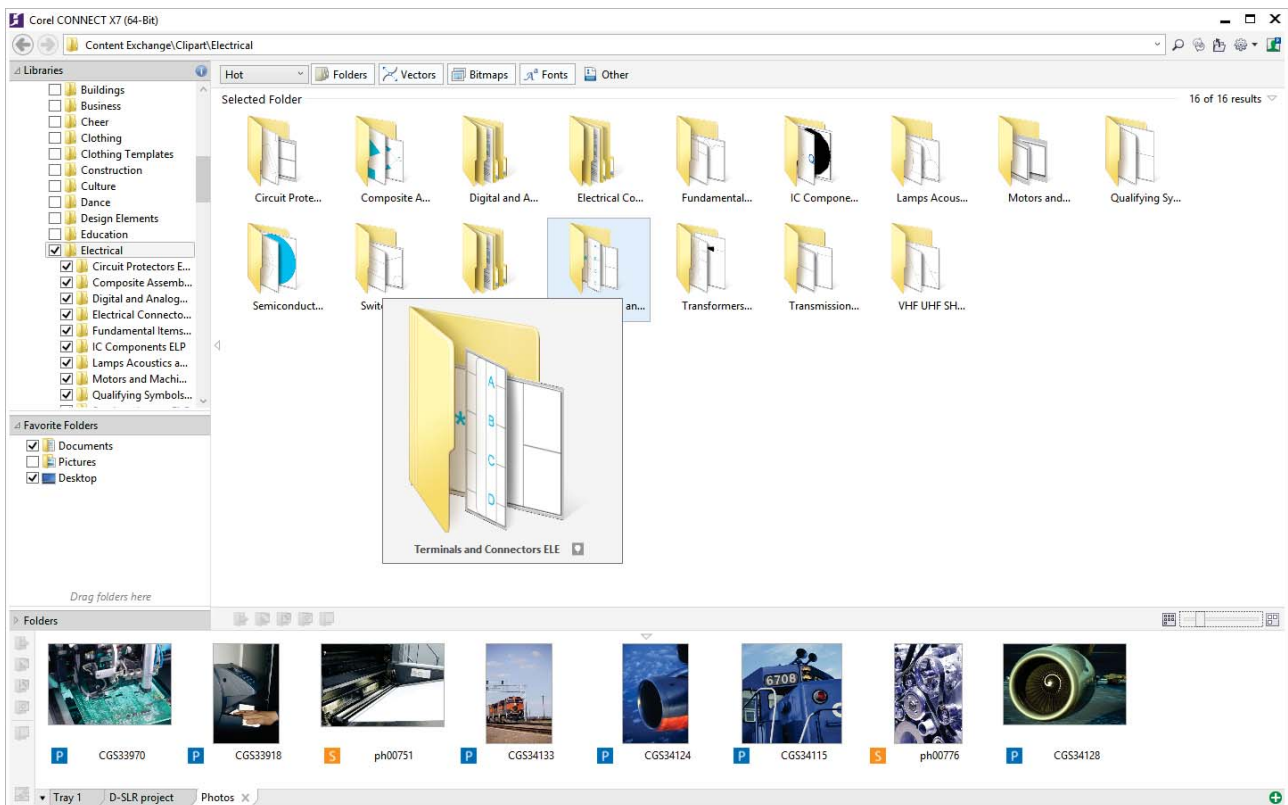 Corel CONNECT X7 (64-Bit)
Content Exchange\Clipart\Electrical
Libraries
Buildings
Business
Cheer
Clothing
Clothing Templates
Construction
Culture
Dance
Design Elements
Education
Electrical
Circuit Protectors E...
Composite Assemb...
Digital and Analog...
Electrical Connecto...
Fundamental Items...
IC Components ELP
Lamps Acoustics a...
Motors and Machi...
Qualifying Symbols...
Favorite Folders
Documents
Pictures
Desktop
Drag folders here
Folders
Hot Folders Vectors Bitmaps Fonts Other
Selected Folder 16 of 16 results
Circuit Prote... Composite A... Digital and A... Electrical Co... Fundamental... IC Compone... Lamps Acous... Motors and... Qualifying Sy...
Semiconduct... Swit an... Transformers... Transmission... VHF UHF SH...
A
B
C
D
Terminals and Connectors ELE
6708
P CGS33970 P CGS33918 S ph00751 P CGS34133 P CGS34124 P CGS34115 S ph00776 P CGS34128
Tray 1 D-SLR project Photos